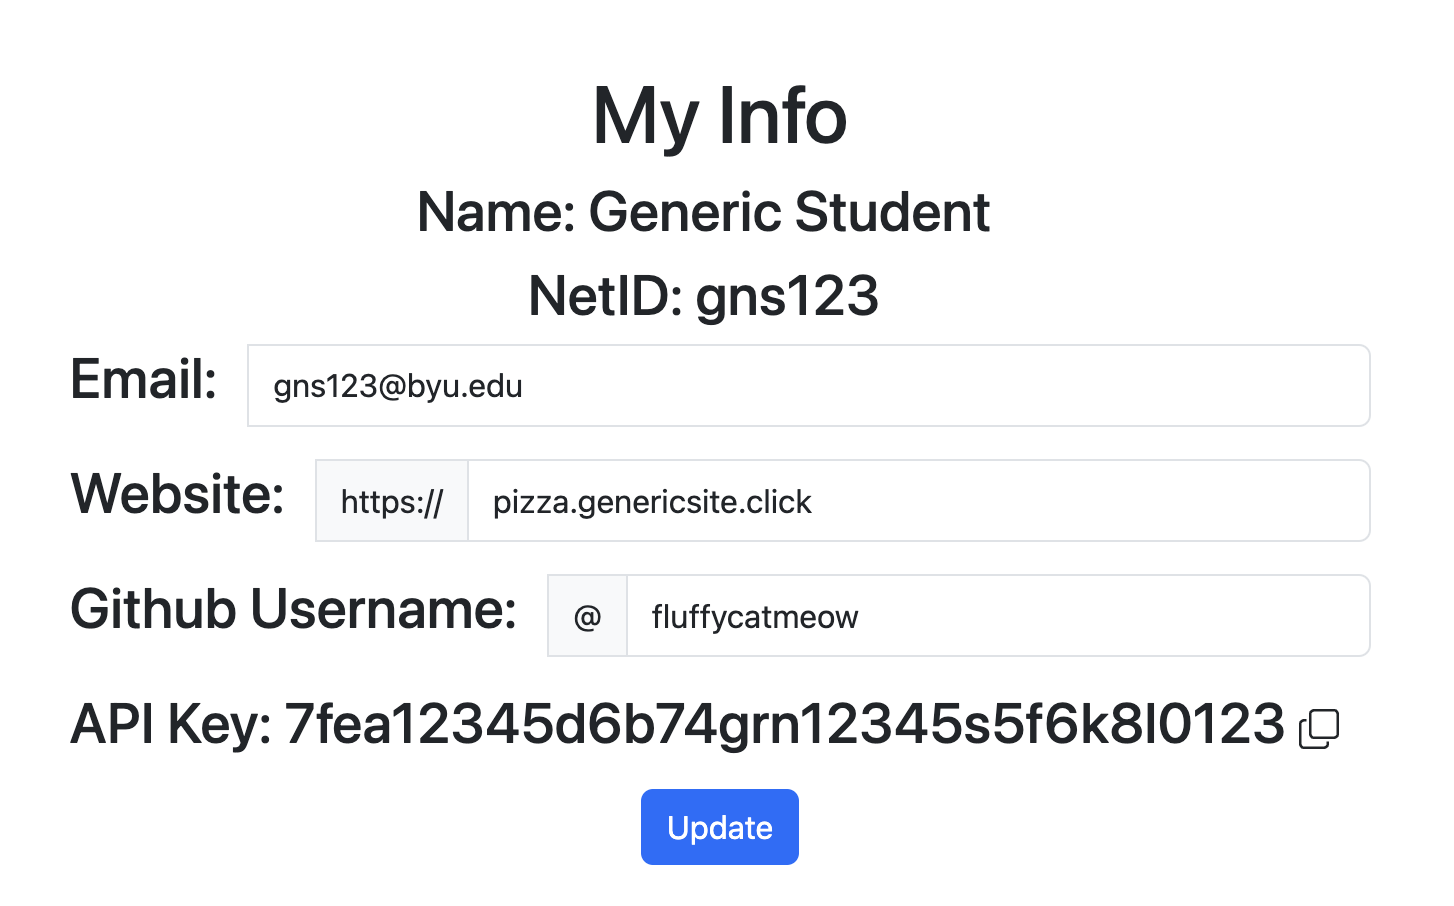 My Info
Name: Generic Student
NetID: gns123
Email: gns123@byu.edu
Website: https:// pizza.genericsite.click
Github Username: @ fluffycatmeow
API Key: 7fea12345d6b74grn12345s5f6k8l0123
Update